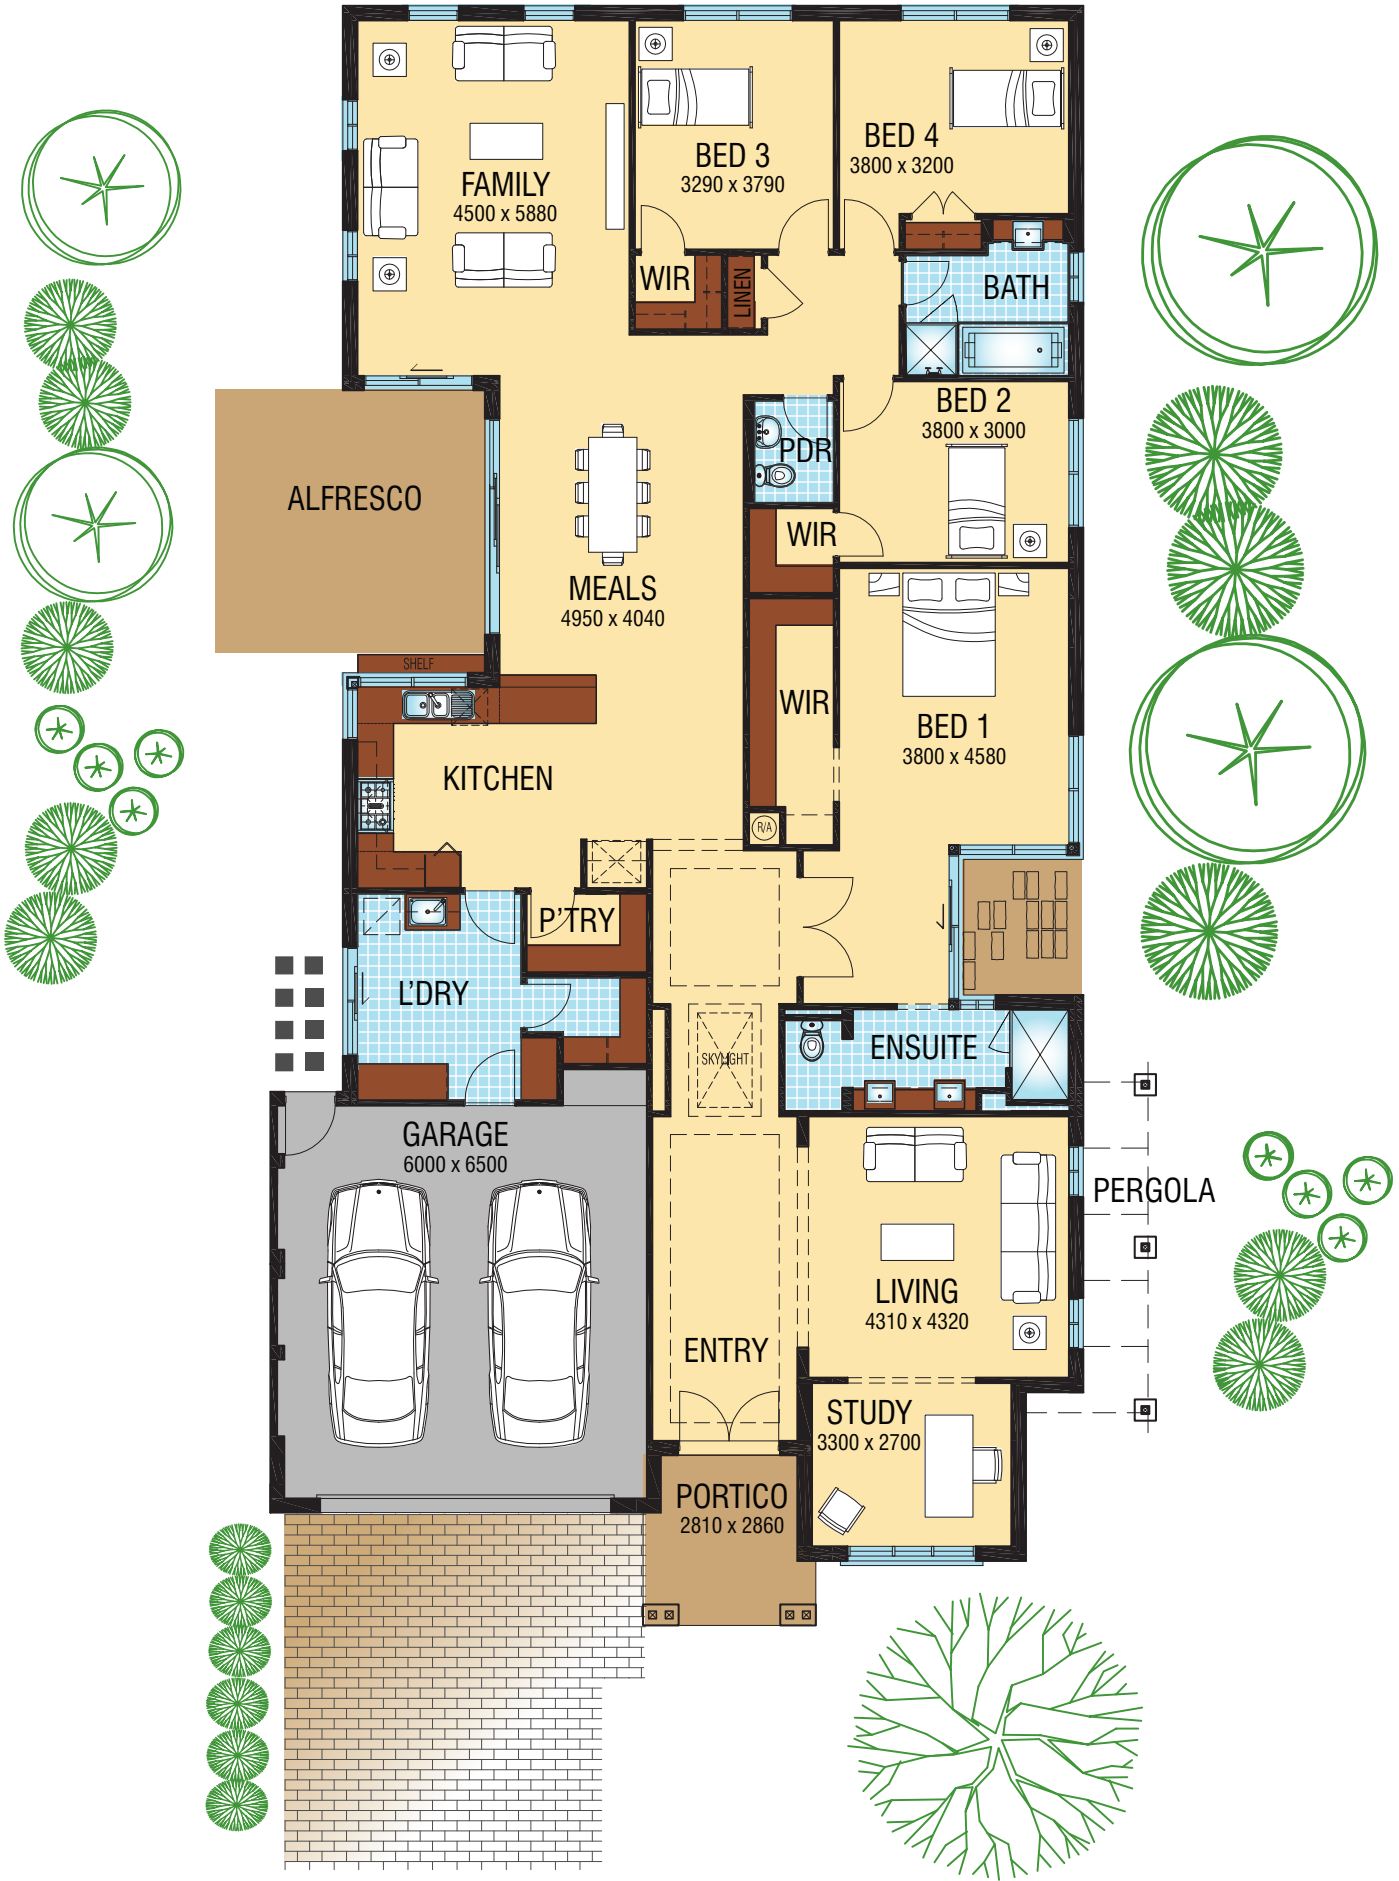 FAMILY
4500 x 5880
BED 3
3290 x 3790
BED 4
3800 x 3200
WIR
LINEN
BATH
BED 2
3800 x 3000
PDR
ALFRESCO
WIR
MEALS
4950 x 4040
SHELF
WIR
BED 1
3800 x 4580
KITCHEN
R/A
P'TRY
L'DRY
ENSUITE
SKYLIGHT
GARAGE
6000 x 6500
PERGOLA
LIVING
4310 x 4320
ENTRY
STUDY
3300 x 2700
PORTICO
2810 x 2860